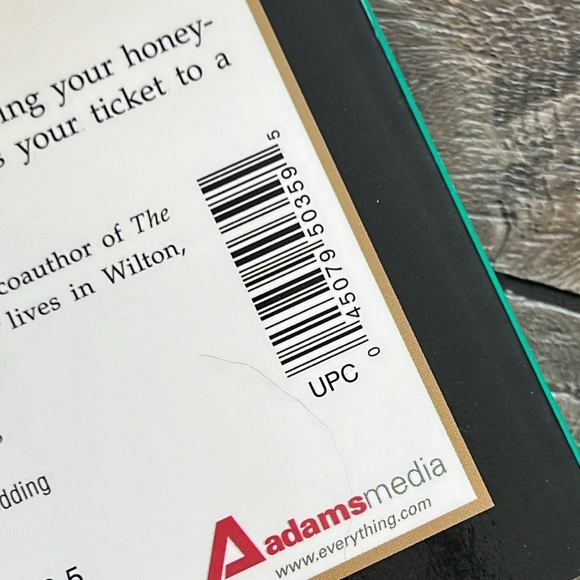 ing your honey-
s your ticket to a
coauthor of The
lives in Wilton,
0 45079 50359 5
UPC
dding
adamsmedia
www.everything.com